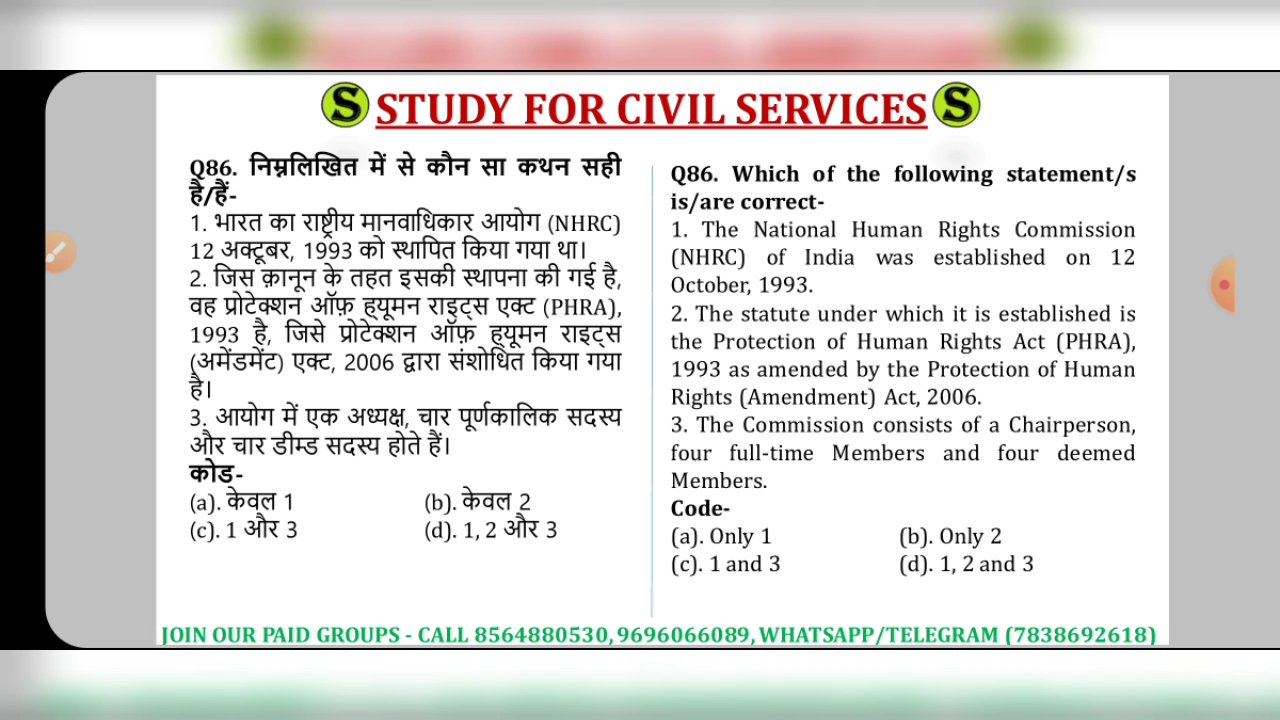 S STUDY FOR CIVIL SERVICES S
Q86. निम्नलिखित में से कौन सा कथन सही
है/हैं-
1. भारत का राष्ट्रीय मानवाधिकार आयोग (NHRC)
12 अक्टूबर, 1993 को स्थापित किया गया था।
2. जिस क़ानून के तहत इसकी स्थापना की गई है,
वह प्रोटेक्शन ऑफ़ ह्यूमन राइट्स एक्ट (PHRA),
1993 है, जिसे प्रोटेक्शन ऑफ़ ह्यूमन राइट्स
(अमेंडमेंट) एक्ट, 2006 द्वारा संशोधित किया गया
है।
3. आयोग में एक अध्यक्ष, चार पूर्णकालिक सदस्य
और चार डीम्ड सदस्य होते हैं।
कोड-
(a). केवल 1 (b). केवल 2
(c). 1 और 3 (d). 1, 2 और 3
Q86. Which of the following statement/s
is/are correct-
1. The National Human Rights Commission
(NHRC) of India was established on 12
October, 1993.
2. The statute under which it is established is
the Protection of Human Rights Act (PHRA),
1993 as amended by the Protection of Human
Rights (Amendment) Act, 2006.
3. The Commission consists of a Chairperson,
four full-time Members and four deemed
Members.
Code-
(a). Only 1 (b). Only 2
(c). 1 and 3 (d). 1, 2 and 3
JOIN OUR PAID GROUPS - CALL 8564880530, 9696066089, WHATSAPP/TELEGRAM (7838692618)